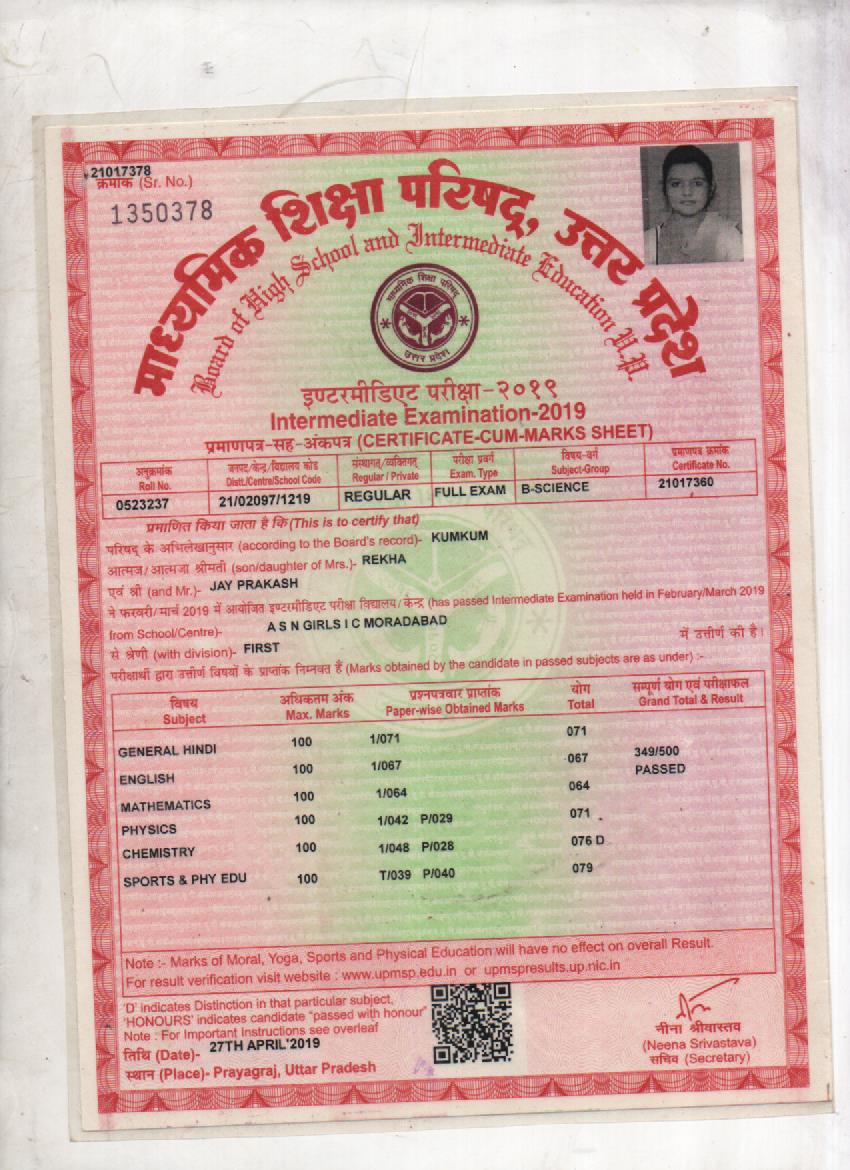 21017378
क्रमांक (Sr. No.)
1350378
माध्यमिक शिक्षा परिषद्, उत्तर प्रदेश
Board of High School and Intermediate Education U.P.
माध्यमिक शिक्षा परिषद्
उत्तर प्रदेश
इण्टरमीडिएट परीक्षा-२०१९
Intermediate Examination-2019
प्रमाणपत्र-सह-अंकपत्र (CERTIFICATE-CUM-MARKS SHEET)
अनुक्रमांक जनपद/केन्द्र/विद्यालय कोड संस्थागत/व्यक्तिगत परीक्षा प्रवर्ग विषय-वर्ग प्रमाणपत्र क्रमांक
Roll No. Distt./Centre/School Code Regular / Private Exam. Type Subject-Group Certificate No.
0523237 21/02097/1219 REGULAR FULL EXAM B-SCIENCE 21017360
प्रमाणित किया जाता है कि (This is to certify that)
परिषद् के अभिलेखानुसार (according to the Board's record)- KUMKUM
आत्मज/आत्मजा श्रीमती (son/daughter of Mrs.)- REKHA
एवं श्री (and Mr.)- JAY PRAKASH
ने फरवरी/मार्च 2019 में आयोजित इण्टरमीडिएट परीक्षा विद्यालय/केन्द्र (has passed Intermediate Examination held in February/March 2019
from School/Centre)- A S N GIRLS I C MORADABAD में उत्तीर्ण की है।
से श्रेणी (with division)- FIRST
परीक्षार्थी द्वारा उत्तीर्ण विषयों के प्राप्तांक निम्नवत हैं (Marks obtained by the candidate in passed subjects are as under) :-
विषय अधिकतम अंक प्रश्नपत्रवार प्राप्तांक योग सम्पूर्ण योग एवं परीक्षाफल
Subject Max. Marks Paper-wise Obtained Marks Total Grand Total & Result
GENERAL HINDI 100 1/071 071 349/500
ENGLISH 100 1/067 067 PASSED
MATHEMATICS 100 1/064 064
PHYSICS 100 1/042 P/029 071
CHEMISTRY 100 1/048 P/028 076 D
SPORTS & PHY EDU 100 T/039 P/040 079
Note :- Marks of Moral, Yoga, Sports and Physical Education will have no effect on overall Result.
For result verification visit website : www.upmsp.edu.in or upmspresults.up.nic.in
'D' indicates Distinction in that particular subject,
'HONOURS' indicates candidate "passed with honour"
Note : For Important Instructions see overleaf
तिथि (Date)- 27TH APRIL'2019
स्थान (Place)- Prayagraj, Uttar Pradesh
नीना श्रीवास्तव
(Neena Srivastava)
सचिव (Secretary)